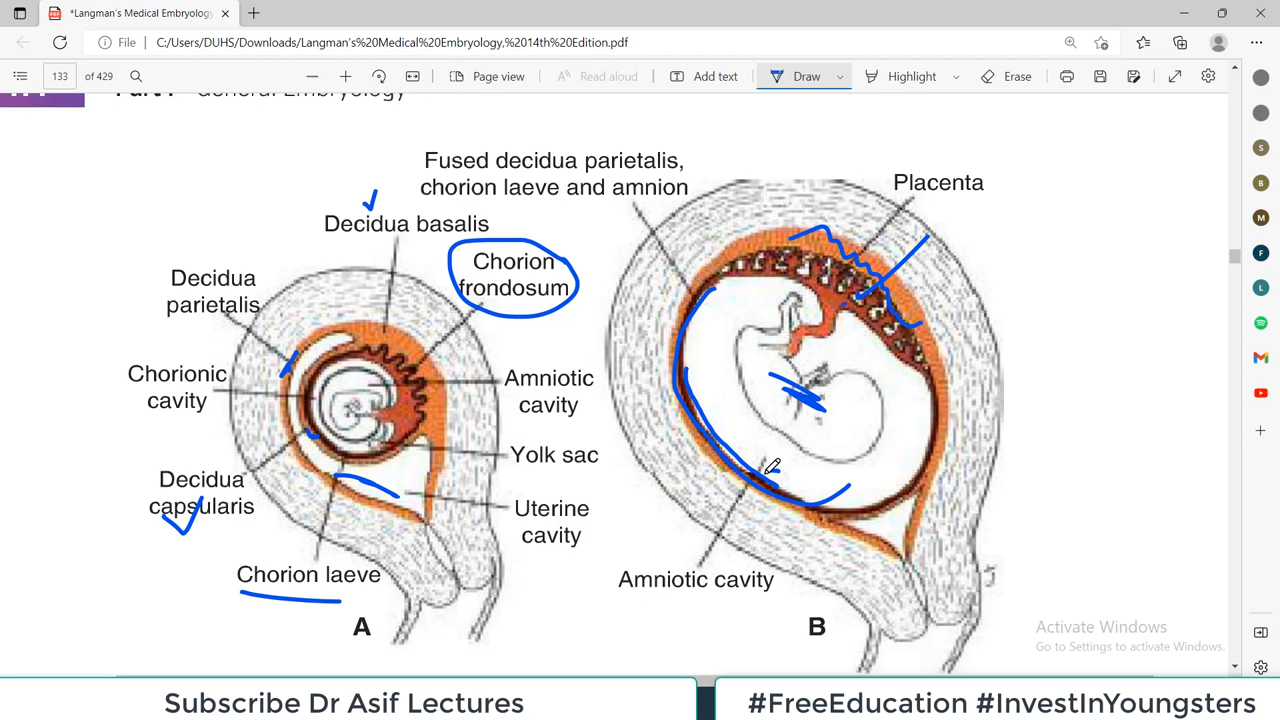 *Langman's Medical Embryology,
File
C:/Users/DUHS/Downloads/Langman's%20Medical%20Embryology,%2014th%20Edition.pdf
133 of 429
Page view
Read aloud
Add text
Draw
Highlight
Erase
General Embryology
Fused decidua parietalis,
chorion laeve and amnion
Placenta
Decidua basalis
Chorion
frondosum
Decidua
parietalis
Chorionic
cavity
Amniotic
cavity
Yolk sac
Decidua
capsularis
Uterine
cavity
Chorion laeve
Amniotic cavity
A
B
S
B
M
F
L
Activate Windows
Go to Settings to activate Windows.
Subscribe Dr Asif Lectures
#FreeEducation #InvestInYoungsters